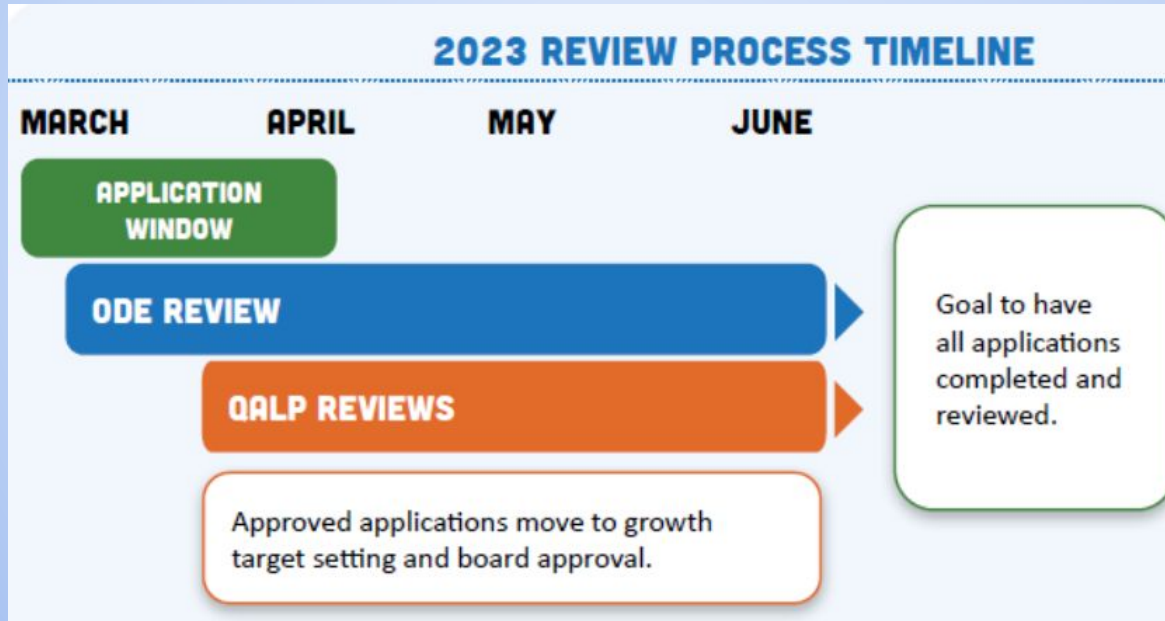 2023 REVIEW PROCESS TIMELINE
MARCH APRIL MAY JUNE
APPLICATION
WINDOW
ODE REVIEW
QALP REVIEWS
Approved applications move to growth
target setting and board approval.
Goal to have
all applications
completed and
reviewed.